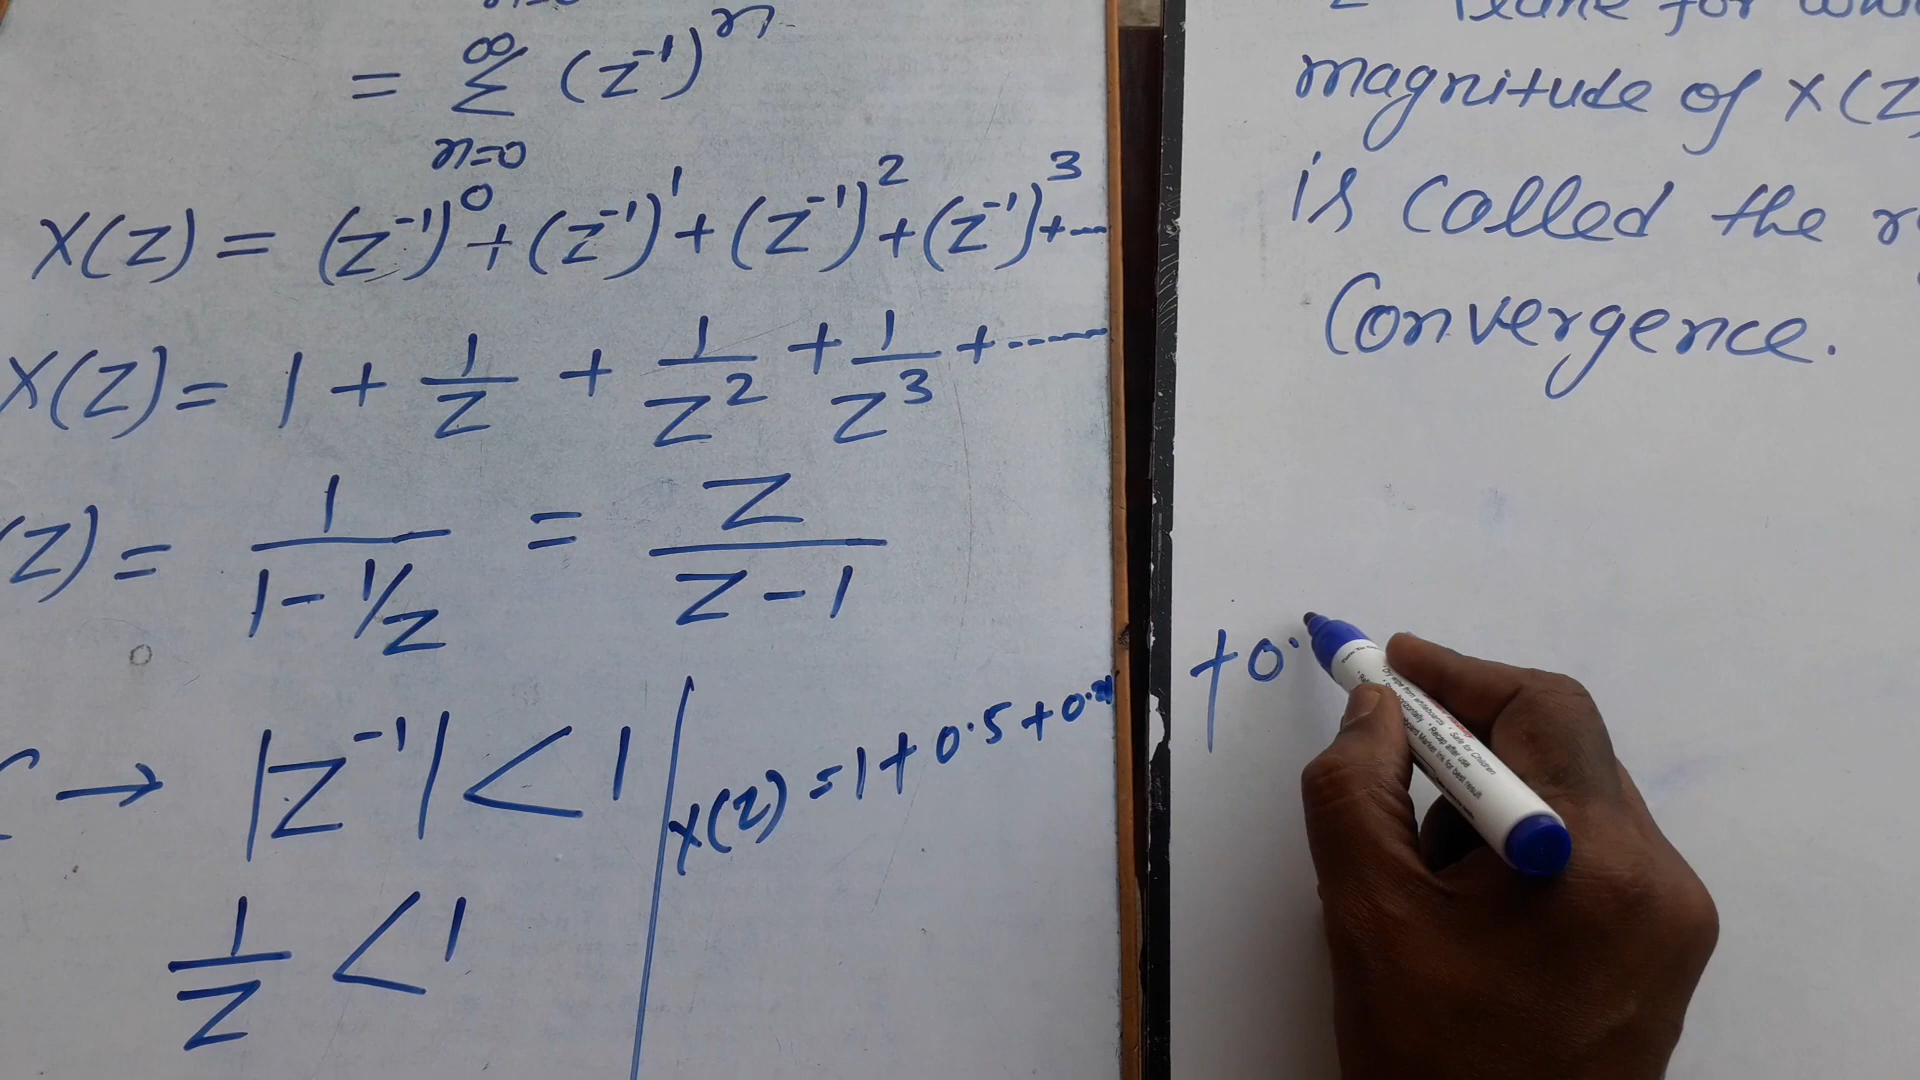 = ∞ Σ n=0 (z⁻¹)ⁿ
X(Z) = (z⁻¹)⁰ + (z⁻¹)¹ + (z⁻¹)² + (z⁻¹)³ + ...
X(Z) = 1 + 1/Z + 1/Z² + 1/Z³ + ......
(Z) = 1/(1 - 1/Z) = Z/(Z-1)
→ |Z⁻¹| < 1
X(Z) = 1 + 0.5 + 0.
1/Z < 1
magnitude of X(Z)
is called the
Convergence.
+ 0.